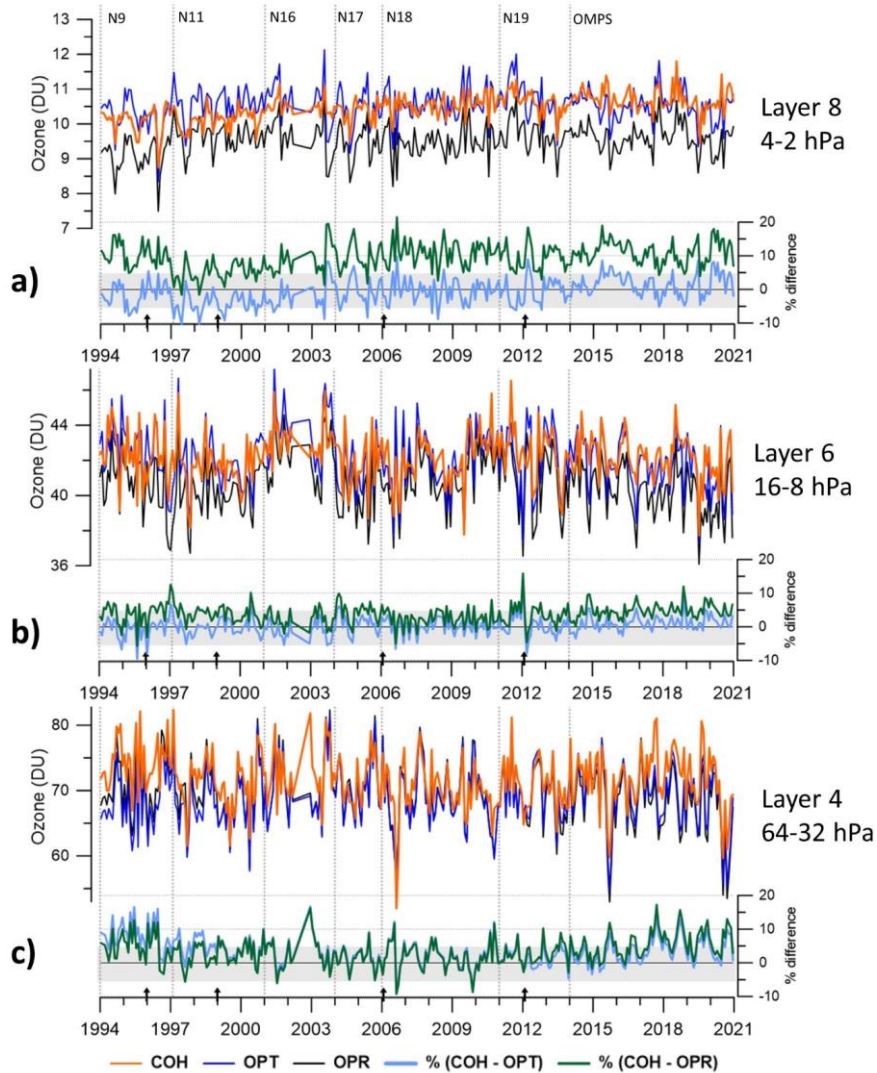 N9 N11 N16 N17 N18 N19 OMPS
13
12
11
10
9
8
7
Ozone (DU)
Layer 8
4-2 hPa
20
10
0
-10
% difference
a)
1994 1997 2000 2003 2006 2009 2012 2015 2018 2021
44
40
36
Ozone (DU)
Layer 6
16-8 hPa
20
10
0
-10
% difference
b)
1994 1997 2000 2003 2006 2009 2012 2015 2018 2021
80
70
60
Ozone (DU)
Layer 4
64-32 hPa
20
10
0
-10
% difference
c)
1994 1997 2000 2003 2006 2009 2012 2015 2018 2021
COH OPT OPR % (COH - OPT) % (COH - OPR)